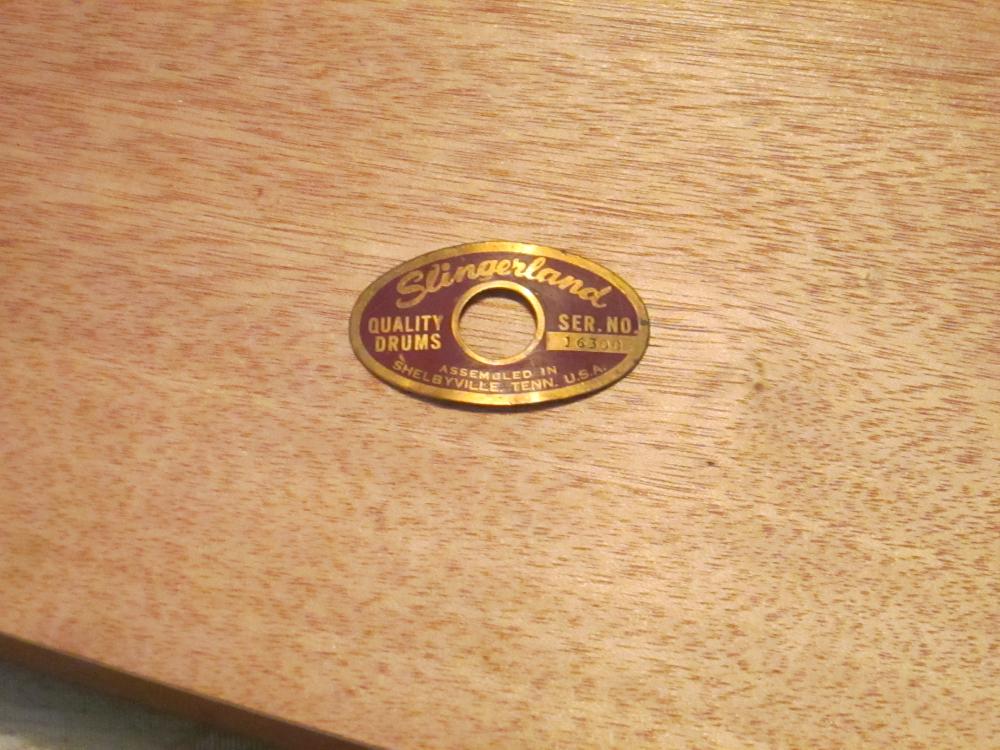 Slingerland
QUALITY
DRUMS
SER. NO.
ASSEMBLED IN
SHELBYVILLE, TENN. U.S.A.